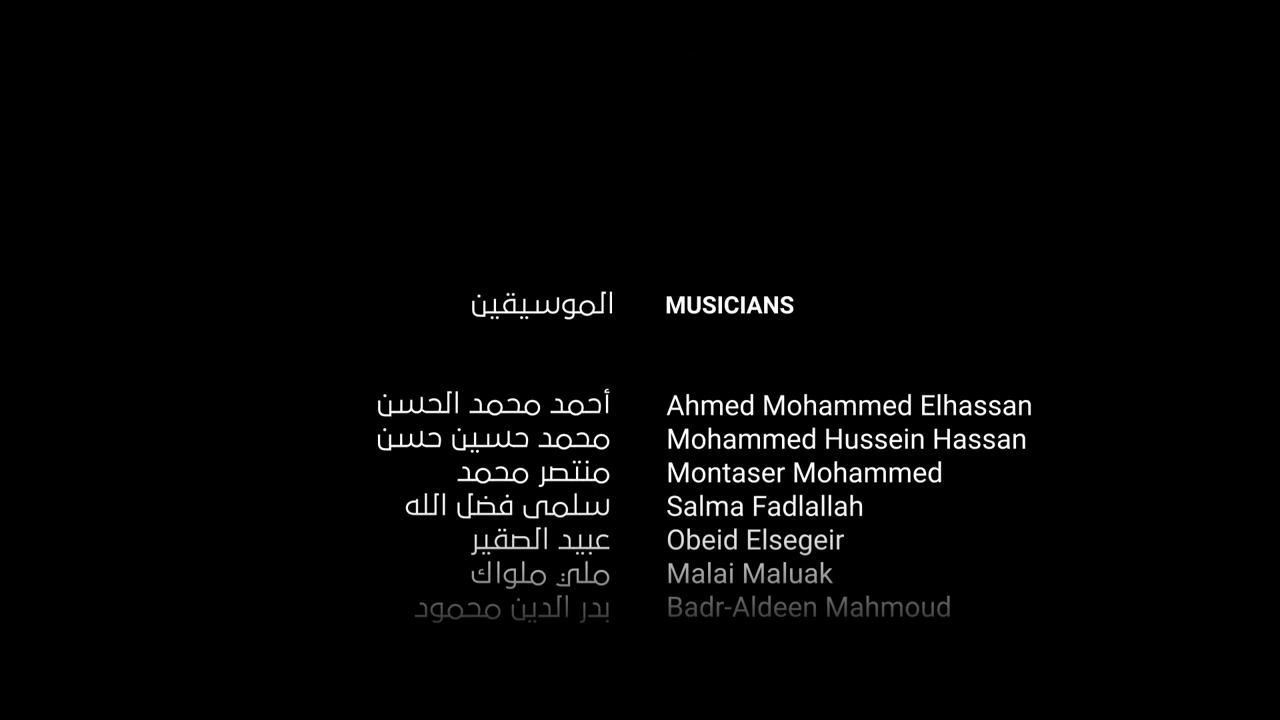 الموسيقين MUSICIANS
أحمد محمد الحسن Ahmed Mohammed Elhassan
محمد حسين حسن Mohammed Hussein Hassan
منتصر محمد Montaser Mohammed
سلمى فضل الله Salma Fadlallah
عبيد الصقير Obeid Elsegeir
ملي ملواك Malai Maluak
بدر الدين محمود Badr-Aldeen Mahmoud